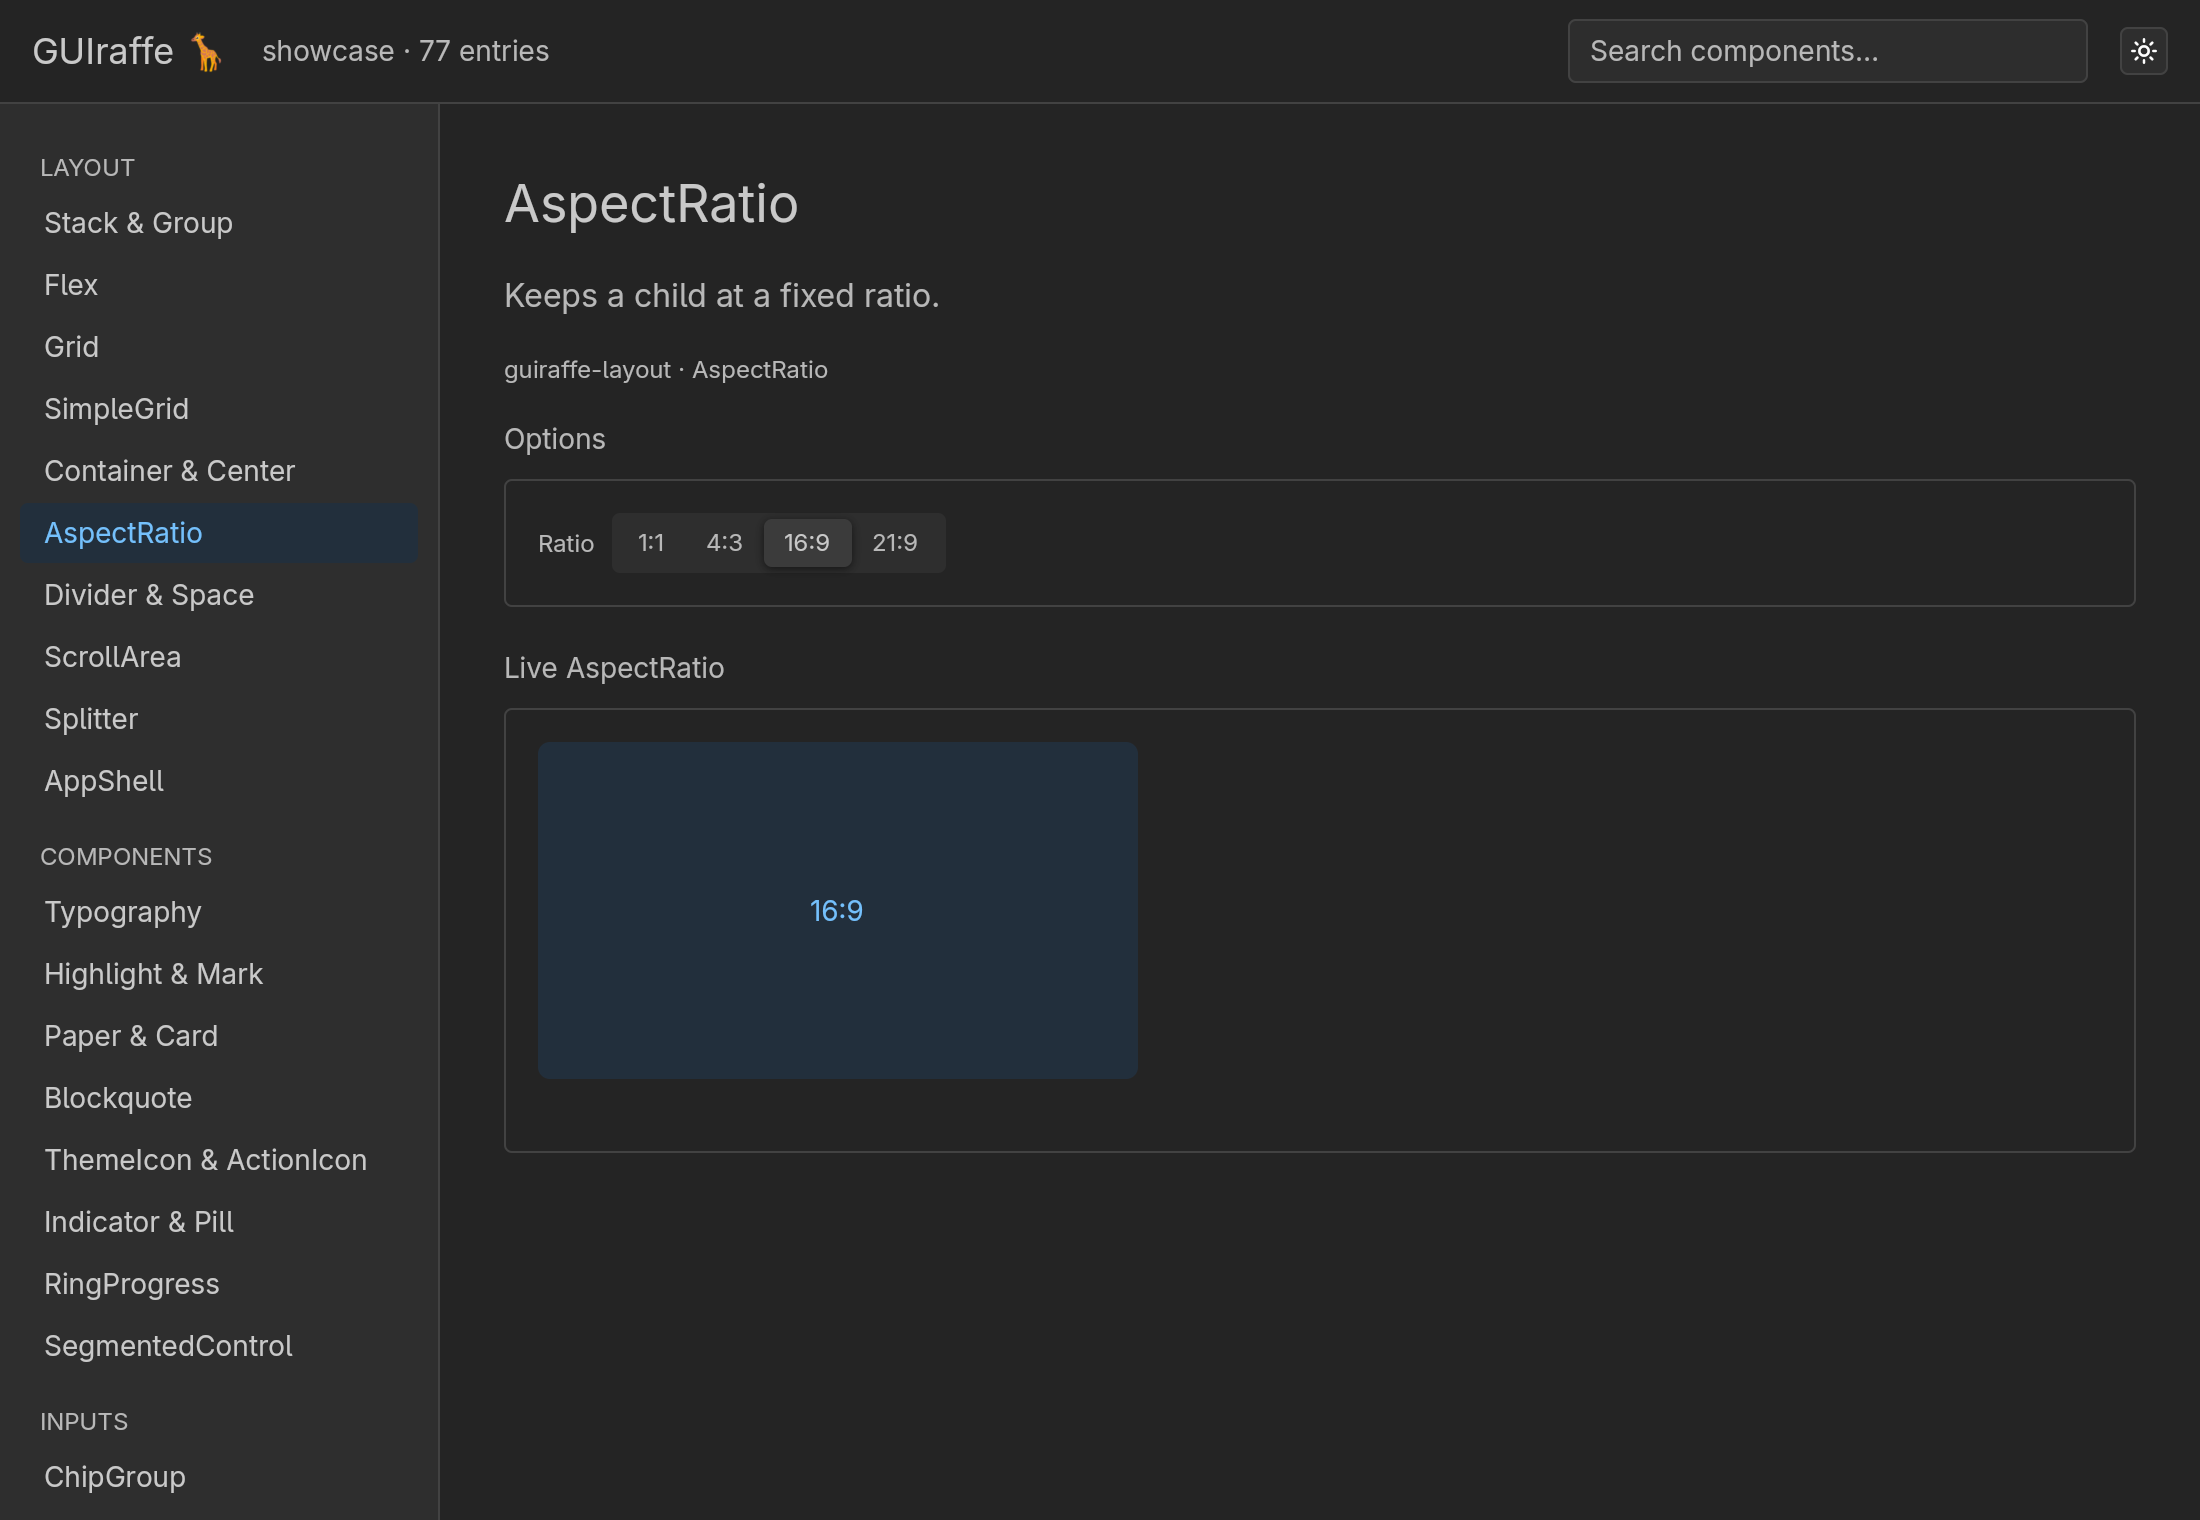 GUIraffe 🦒 showcase · 77 entries
Search components...
LAYOUT
Stack & Group
Flex
Grid
SimpleGrid
Container & Center
AspectRatio
Divider & Space
ScrollArea
Splitter
AppShell
COMPONENTS
Typography
Highlight & Mark
Paper & Card
Blockquote
ThemeIcon & ActionIcon
Indicator & Pill
RingProgress
SegmentedControl
INPUTS
ChipGroup
AspectRatio
Keeps a child at a fixed ratio.
guiraffe-layout · AspectRatio
Options
Ratio 1:1 4:3 16:9 21:9
Live AspectRatio
16:9